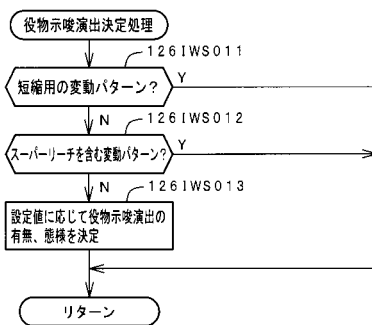 役物示唆演出決定処理
126IWS011
短縮用の変動パターン？
Y
N
126IWS012
スーパーリーチを含む変動パターン？
Y
N
126IWS013
設定値に応じて役物示唆演出の
有無、態様を決定
リターン